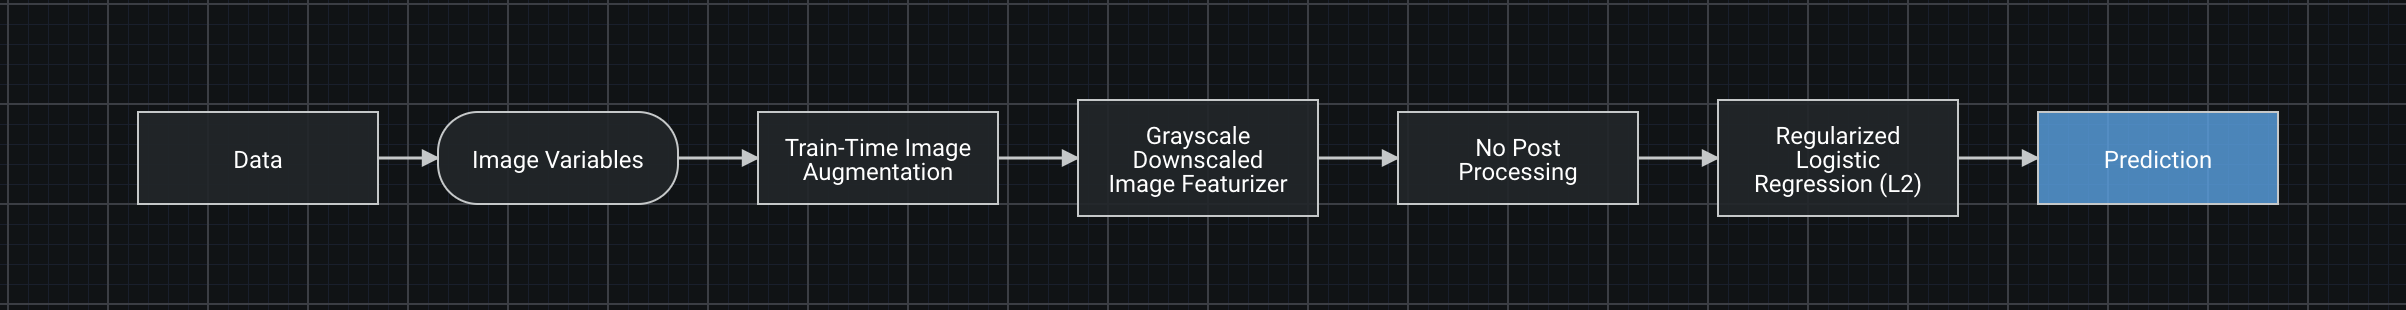 Data
Image Variables
Train-Time Image
Augmentation
Grayscale
Downscaled
Image Featurizer
No Post
Processing
Regularized
Logistic
Regression (L2)
Prediction